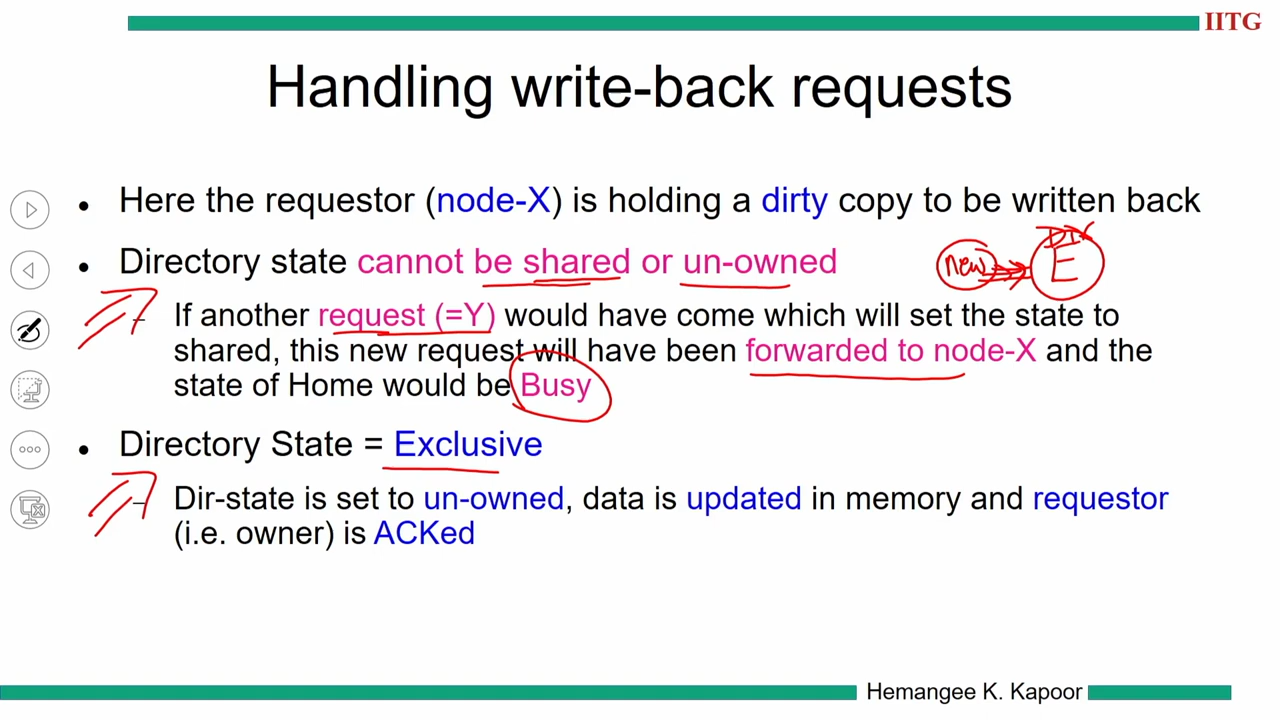 IITG
Handling write-back requests
• Here the requestor (node-X) is holding a dirty copy to be written back
• Directory state cannot be shared or un-owned
new
Dir
E
– If another request (=Y) would have come which will set the state to
shared, this new request will have been forwarded to node-X and the
state of Home would be Busy
• Directory State = Exclusive
– Dir-state is set to un-owned, data is updated in memory and requestor
(i.e. owner) is ACKed
Hemangee K. Kapoor